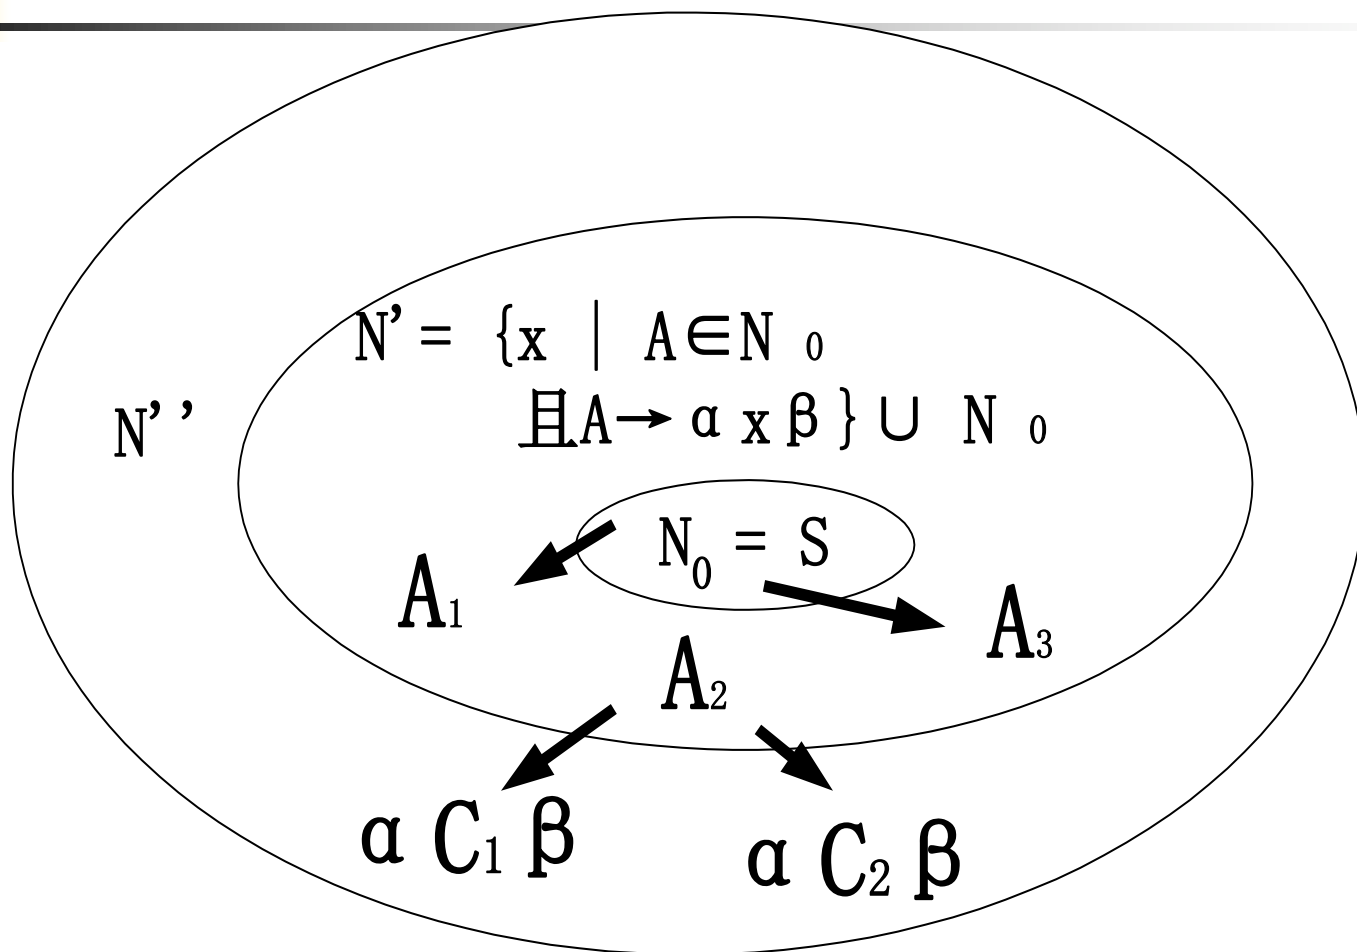 N’= {x | A∈N ₀
且A→ α x β}∪ N ₀
N’’
N₀ = S
A₁
A₃
A₂
α C₁ β
α C₂ β